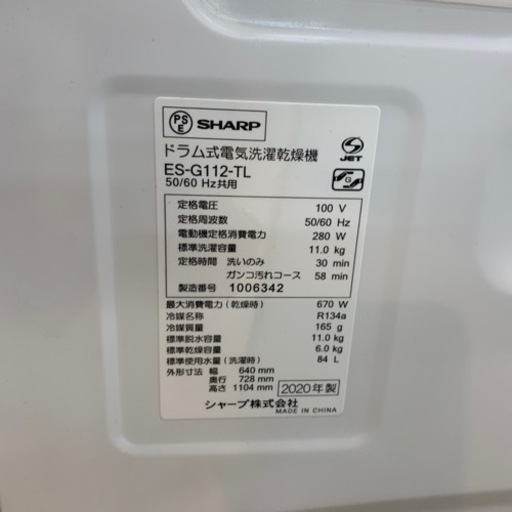 PS
E
SHARP
JET
ドラム式電気洗濯乾燥機
ES-G112-TL
50/60 Hz共用
G
定格電圧 100 V
定格周波数 50/60 Hz
電動機定格消費電力 280 W
標準洗濯容量 11.0 kg
定格時間 洗いのみ 30 min
ガンコ汚れコース 58 min
製造番号 1006342
最大消費電力(乾燥時) 670 W
冷媒名称 R134a
冷媒質量 165 g
標準脱水容量 11.0 kg
標準乾燥容量 6.0 kg
標準使用水量(洗濯時) 84 L
外形寸法 幅 640 mm
奥行 728 mm
高さ 1104 mm
2020年製
シャープ株式会社
MADE IN CHINA